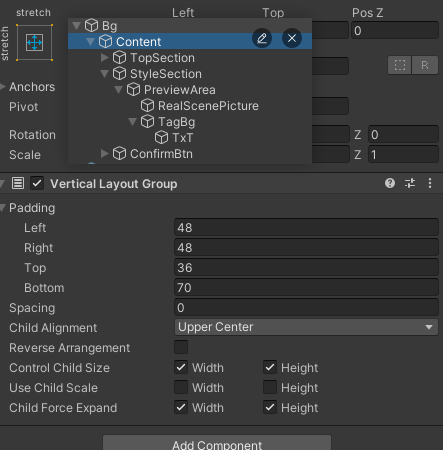 stretch
Left
Top
Pos Z
stretch
0
Bg
Content
TopSection
StyleSection
PreviewArea
RealScenePicture
TagBg
TxT
ConfirmBtn
R
Anchors
Pivot
Rotation
Z 0
Scale
Z 1
Vertical Layout Group
Padding
Left 48
Right 48
Top 36
Bottom 70
Spacing 0
Child Alignment Upper Center
Reverse Arrangement
Control Child Size Width Height
Use Child Scale Width Height
Child Force Expand Width Height
Add Component